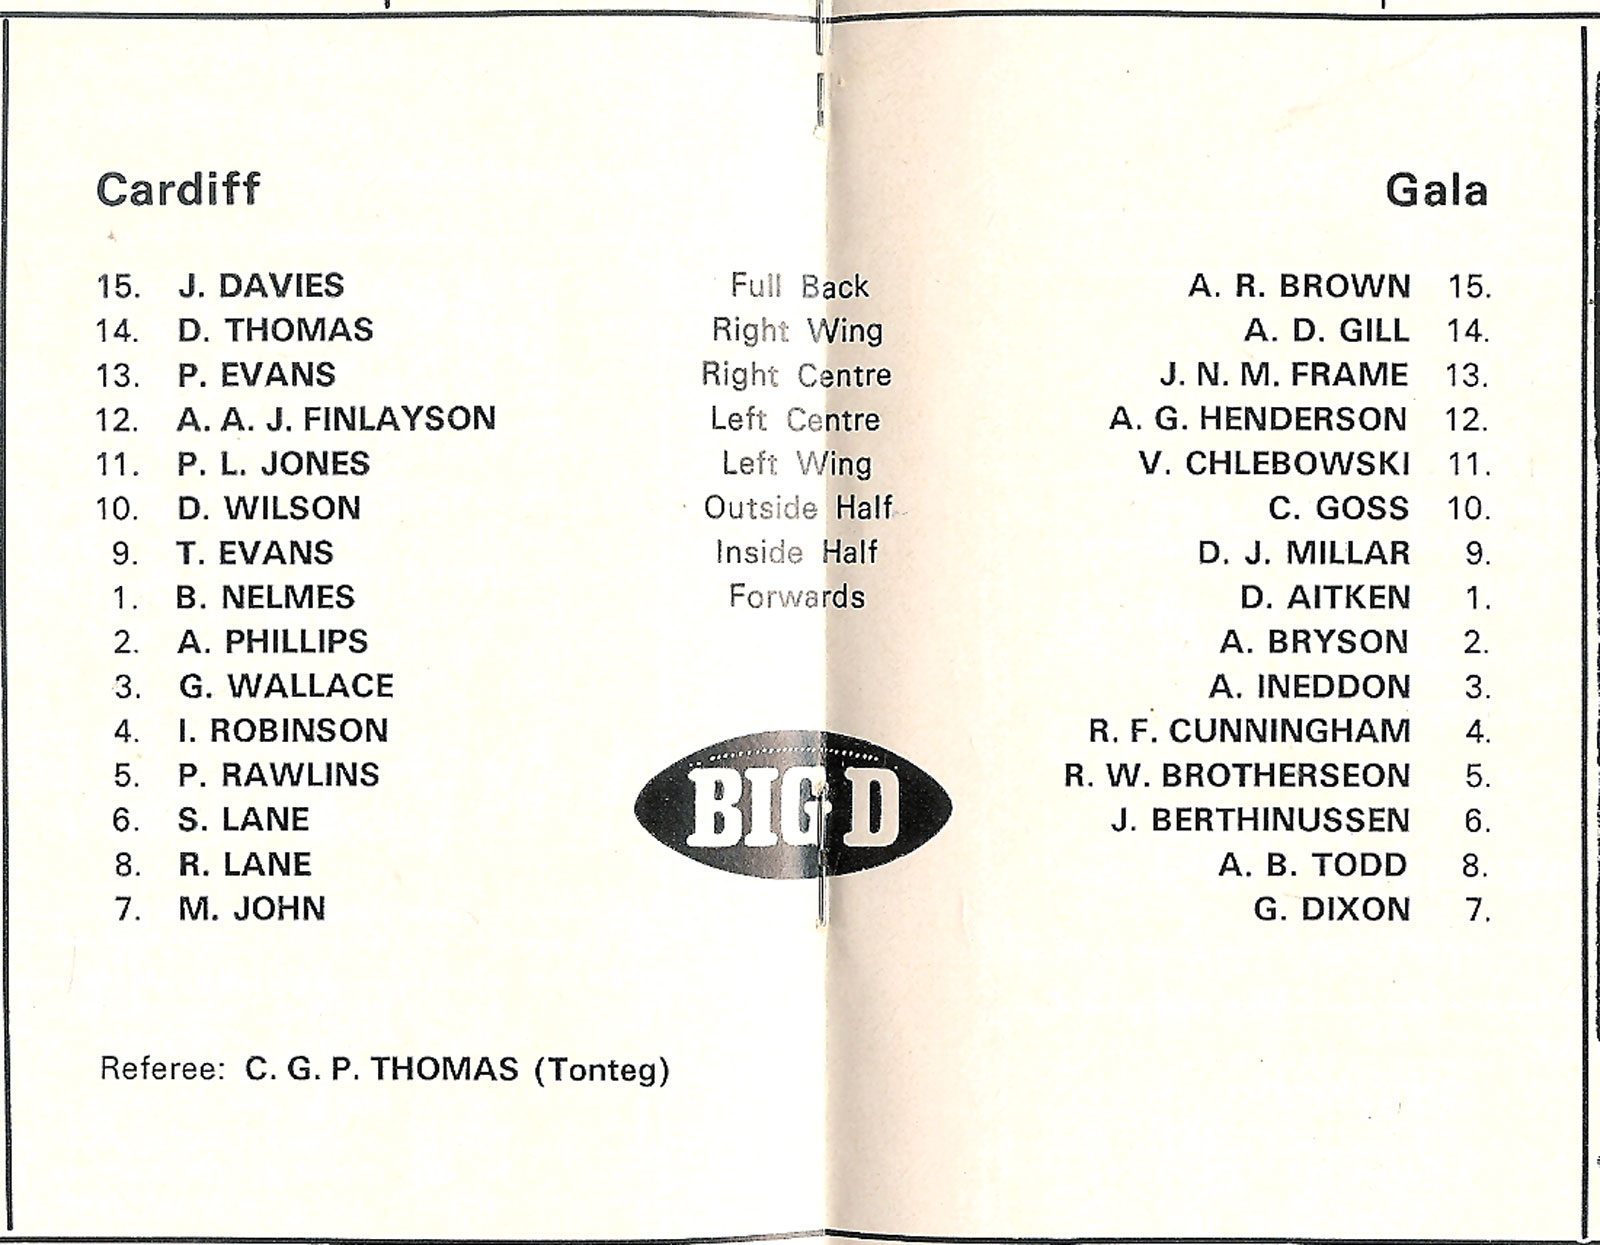 Cardiff Gala
15. J. DAVIES Full Back A. R. BROWN 15.
14. D. THOMAS Right Wing A. D. GILL 14.
13. P. EVANS Right Centre J. N. M. FRAME 13.
12. A. A. J. FINLAYSON Left Centre A. G. HENDERSON 12.
11. P. L. JONES Left Wing V. CHLEBOWSKI 11.
10. D. WILSON Outside Half C. GOSS 10.
9. T. EVANS Inside Half D. J. MILLAR 9.
1. B. NELMES Forwards D. AITKEN 1.
2. A. PHILLIPS A. BRYSON 2.
3. G. WALLACE A. INEDDON 3.
4. I. ROBINSON R. F. CUNNINGHAM 4.
5. P. RAWLINS R. W. BROTHERSEON 5.
6. S. LANE J. BERTHINUSSEN 6.
8. R. LANE A. B. TODD 8.
7. M. JOHN G. DIXON 7.
BIG D
Referee: C. G. P. THOMAS (Tonteg)